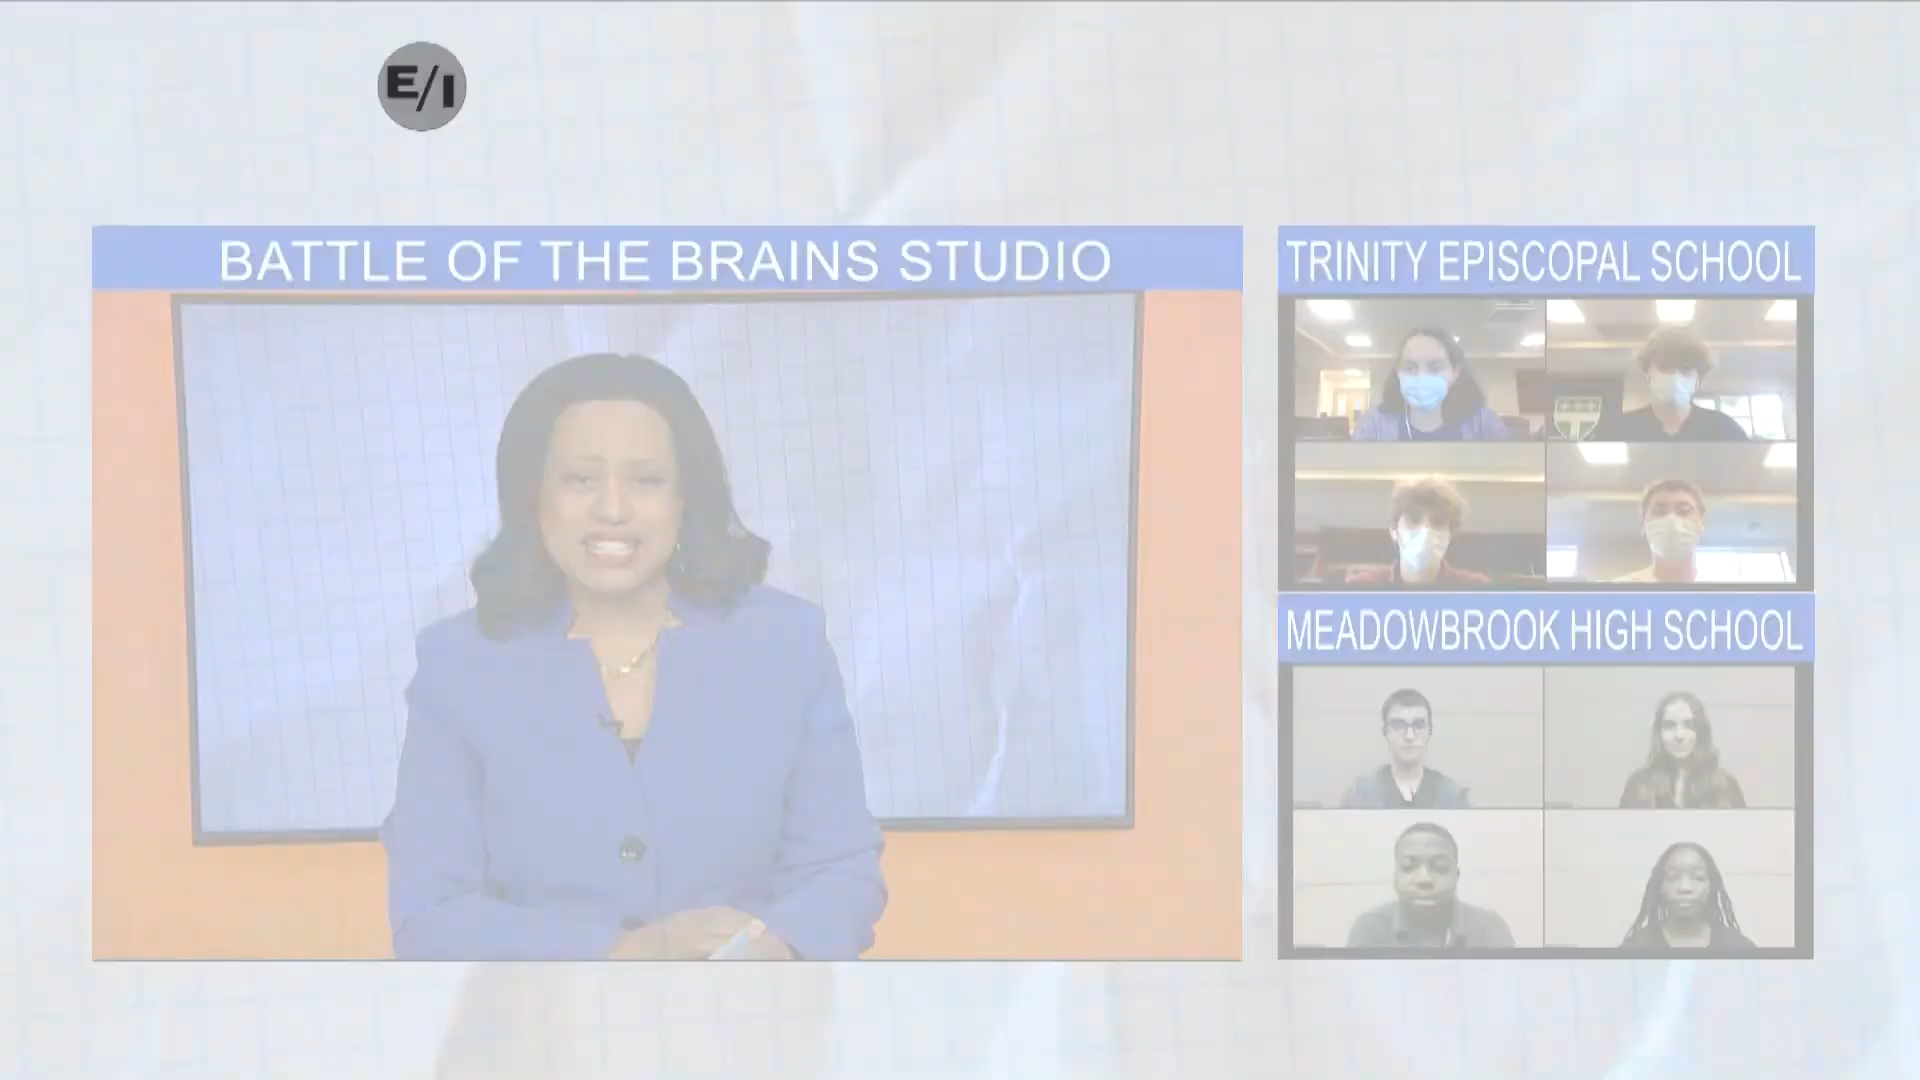 E/I
BATTLE OF THE BRAINS STUDIO
TRINITY EPISCOPAL SCHOOL
MEADOWBROOK HIGH SCHOOL